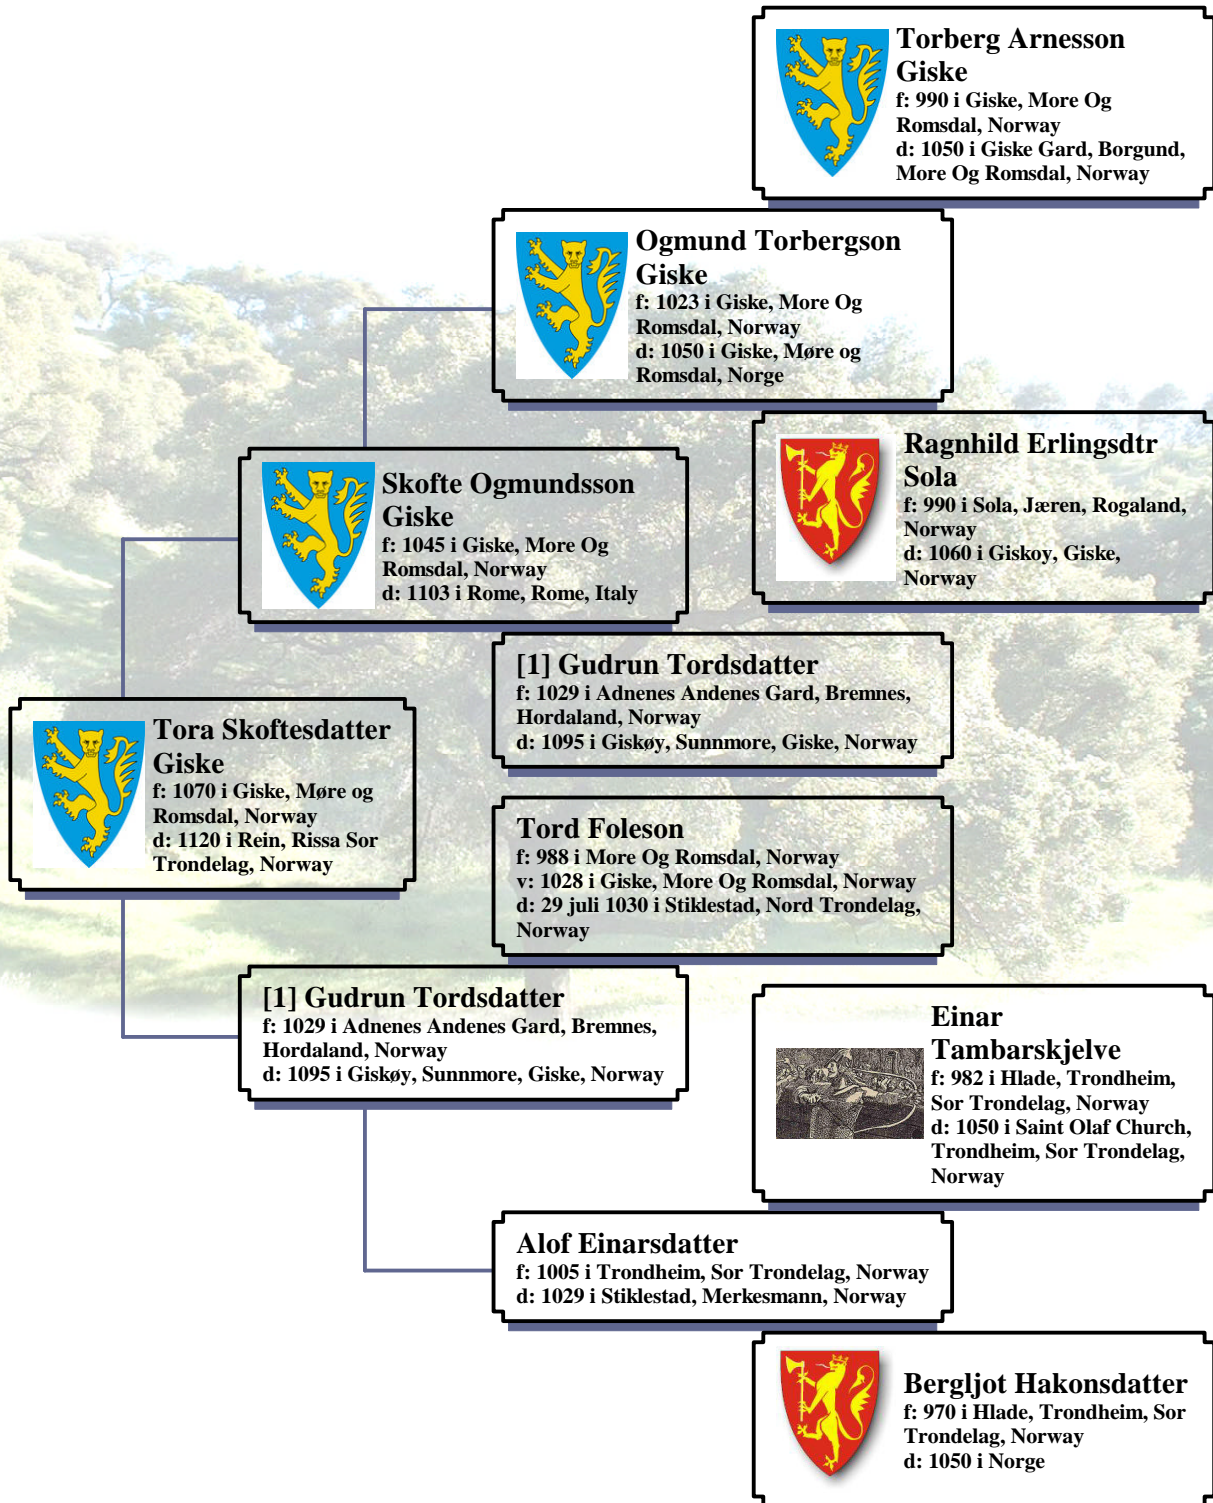 Torberg Arnesson
Giske
f: 990 i Giske, More Og
Romsdal, Norway
d: 1050 i Giske Gard, Borgund,
More Og Romsdal, Norway
Ogmund Torbergson
Giske
f: 1023 i Giske, More Og
Romsdal, Norway
d: 1050 i Giske, Møre og
Romsdal, Norge
Ragnhild Erlingsdtr
Sola
f: 990 i Sola, Jæren, Rogaland,
Norway
d: 1060 i Giskoy, Giske,
Norway
Skofte Ogmundsson
Giske
f: 1045 i Giske, More Og
Romsdal, Norway
d: 1103 i Rome, Rome, Italy
[1] Gudrun Tordsdatter
f: 1029 i Adnenes Andenes Gard, Bremnes,
Hordaland, Norway
d: 1095 i Giskøy, Sunnmore, Giske, Norway
Tora Skoftesdatter
Giske
f: 1070 i Giske, Møre og
Romsdal, Norway
d: 1120 i Rein, Rissa Sor
Trondelag, Norway
Tord Foleson
f: 988 i More Og Romsdal, Norway
v: 1028 i Giske, More Og Romsdal, Norway
d: 29 juli 1030 i Stiklestad, Nord Trondelag,
Norway
[1] Gudrun Tordsdatter
f: 1029 i Adnenes Andenes Gard, Bremnes,
Hordaland, Norway
d: 1095 i Giskøy, Sunnmore, Giske, Norway
Einar
Tambarskjelve
f: 982 i Hlade, Trondheim,
Sor Trondelag, Norway
d: 1050 i Saint Olaf Church,
Trondheim, Sor Trondelag,
Norway
Alof Einarsdatter
f: 1005 i Trondheim, Sor Trondelag, Norway
d: 1029 i Stiklestad, Merkesmann, Norway
Bergljot Hakonsdatter
f: 970 i Hlade, Trondheim, Sor
Trondelag, Norway
d: 1050 i Norge